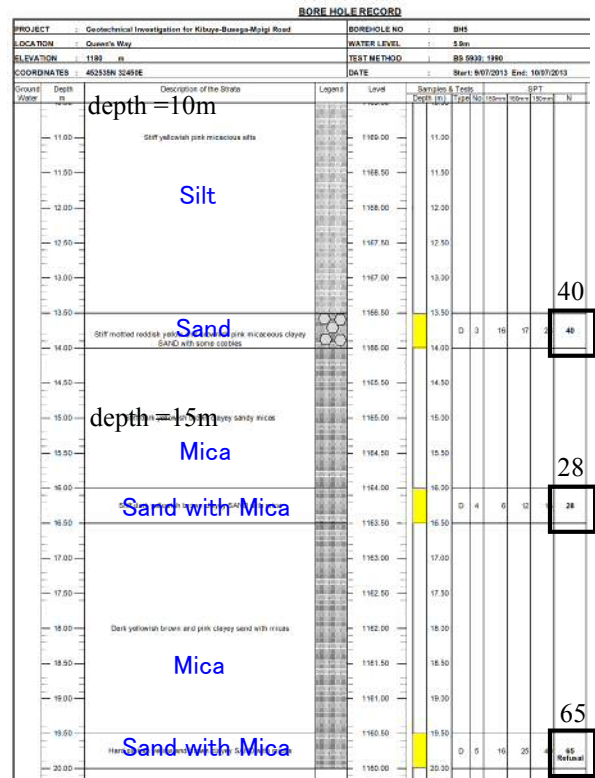 BORE HOLE RECORD
PROJECT : Geotechnical Investigation for Kibuye-Busega-Mpigi Road BOREHOLE NO : BH5
LOCATION : Queen's Way WATER LEVEL : 5.9m
ELEVATION : 1180 m TEST METHOD : BS 5930: 1990
COORDINATES : 452535N 32450E DATE : Start: 9/07/2013 End: 10/07/2013
Ground Water Depth m Description of the Strata Legend Level Samples & Tests SPT
Depth (m) Type No 150mm 150mm 150mm N
depth =10m
11.00 Stiff yellowish pink micacious silts 1169.00 11.00
11.50 1168.50 11.50
Silt
12.00 1168.00 12.00
12.50 1167.50 12.50
13.00 1167.00 13.00
40
13.50 1166.50 13.50
Sand
Stiff mottled reddish pink micaceous clayey D 3 16 17 40
SAND with some cobbles
14.00 1166.00 14.00
14.50 1165.50 14.50
depth =15m
15.00 clayey sandy micas 1165.00 15.00
Mica
15.50 1164.50 15.50
28
16.00 1164.00 16.00
Sand with Mica D 4 6 12 28
16.50 1163.50 16.50
17.00 1163.00 17.00
17.50 1162.50 17.50
18.00 Dark yellowish brown and pink clayey sand with micas 1162.00 18.00
Mica
18.50 1161.50 18.50
19.00 1161.00 19.00
65
19.50 1160.50 19.50
Sand with Mica D 5 16 25 65
Refusal
20.00 1160.00 20.00